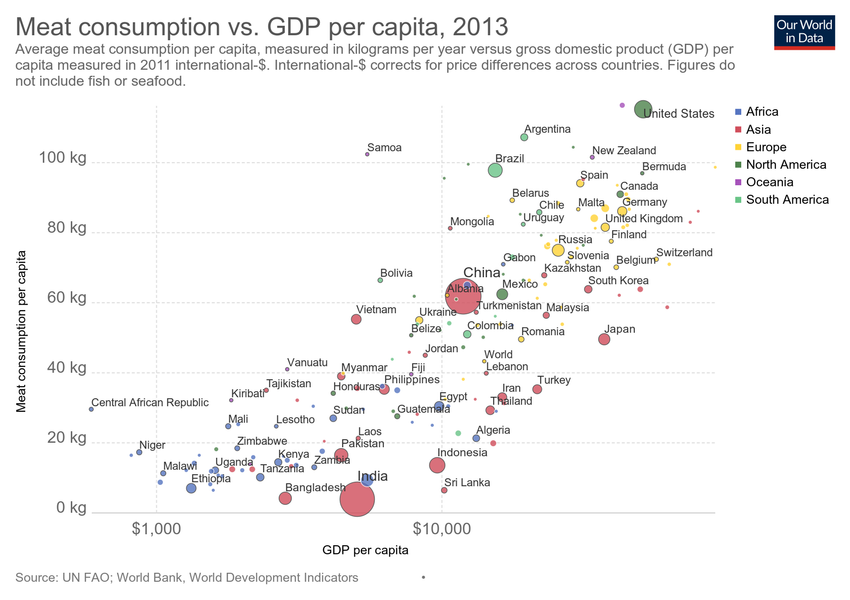 Meat consumption vs. GDP per capita, 2013
Average meat consumption per capita, measured in kilograms per year versus gross domestic product (GDP) per
capita measured in 2011 international-$. International-$ corrects for price differences across countries. Figures do
not include fish or seafood.
Our World
in Data
United States
Africa
Asia
Europe
North America
Oceania
South America
Argentina
Samoa
New Zealand
100 kg
Brazil
Bermuda
Spain
Canada
Belarus
Chile
Malta
Germany
Mongolia
Uruguay
United Kingdom
80 kg
Finland
Russia
Gabon
Slovenia
Belgium
Switzerland
Bolivia
China
Kazakhstan
Albania
Mexico
South Korea
60 kg
Vietnam
Ukraine
Turkmenistan
Malaysia
Belize
Colombia
Romania
Japan
Jordan
World
Vanuatu
Myanmar
Fiji
Lebanon
40 kg
Tajikistan
Honduras
Philippines
Iran
Turkey
Kiribati
Central African Republic
Sudan
Guatemala
Egypt
Thailand
Mali
Lesotho
Laos
Algeria
20 kg
Niger
Zimbabwe
Pakistan
Kenya
Indonesia
Malawi
Uganda
Tanzania
Zambia
Ethiopia
Bangladesh
India
Sri Lanka
0 kg
$1,000
$10,000
Meat consumption per capita
GDP per capita
Source: UN FAO; World Bank, World Development Indicators